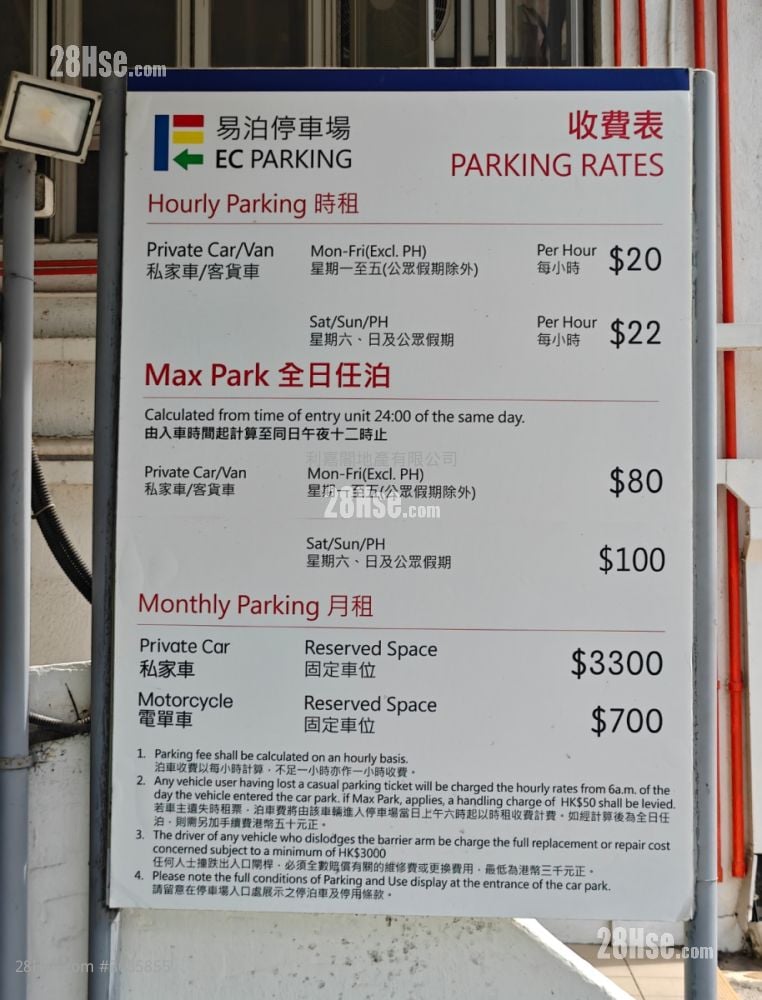 28Hse.com
易泊停車場
EC PARKING
收費表
PARKING RATES
Hourly Parking 時租
Private Car/Van Mon-Fri(Excl. PH) Per Hour $20
私家車/客貨車 星期一至五(公眾假期除外) 每小時
Sat/Sun/PH Per Hour $22
星期六、日及公眾假期 每小時
Max Park 全日任泊
Calculated from time of entry unit 24:00 of the same day.
由入車時間起計算至同日午夜十二時止
利嘉閣地產有限公司
Private Car/Van Mon-Fri(Excl. PH) $80
私家車/客貨車 星期一至五(公眾假期除外)
28Hse.com
Sat/Sun/PH $100
星期六、日及公眾假期
Monthly Parking 月租
Private Car Reserved Space $3300
私家車 固定車位
Motorcycle Reserved Space $700
電單車 固定車位
1. Parking fee shall be calculated on an hourly basis.
泊車收費以每小時計算，不足一小時亦作一小時收費。
2. Any vehicle user having lost a casual parking ticket will be charged the hourly rates from 6a.m. of the
day the vehicle entered the car park. if Max Park, applies, a handling charge of HK$50 shall be levied.
若車主遺失時租票，泊車費將由該車輛進入停車場當日上午六時起以時租收費計費。如經計算後為全日任
泊，則需另加手續費港幣五十元正。
3. The driver of any vehicle who dislodges the barrier arm be charge the full replacement or repair cost
concerned subject to a minimum of HK$3000
任何人士撞跌出入口閘桿，必須全數賠償有關的維修費或更換費用，最低為港幣三千元正。
4. Please note the full conditions of Parking and Use display at the entrance of the car park.
請留意在停車場入口處展示之停泊車及停用條款。
28Hse.com